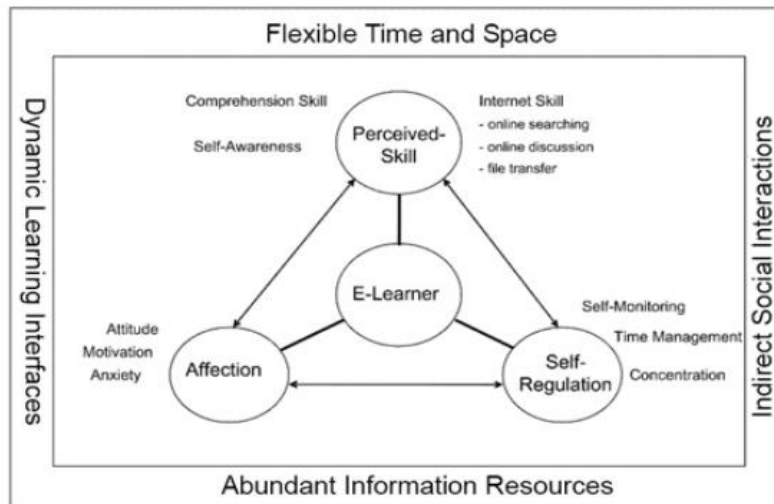 Flexible Time and Space
Dynamic Learning Interfaces
Comprehension Skill
Self-Awareness
Perceived-
Skill
Internet Skill
- online searching
- online discussion
- file transfer
E-Learner
Attitude
Motivation
Anxiety
Affection
Self-
Regulation
Self-Monitoring
Time Management
Concentration
Indirect Social Interactions
Abundant Information Resources